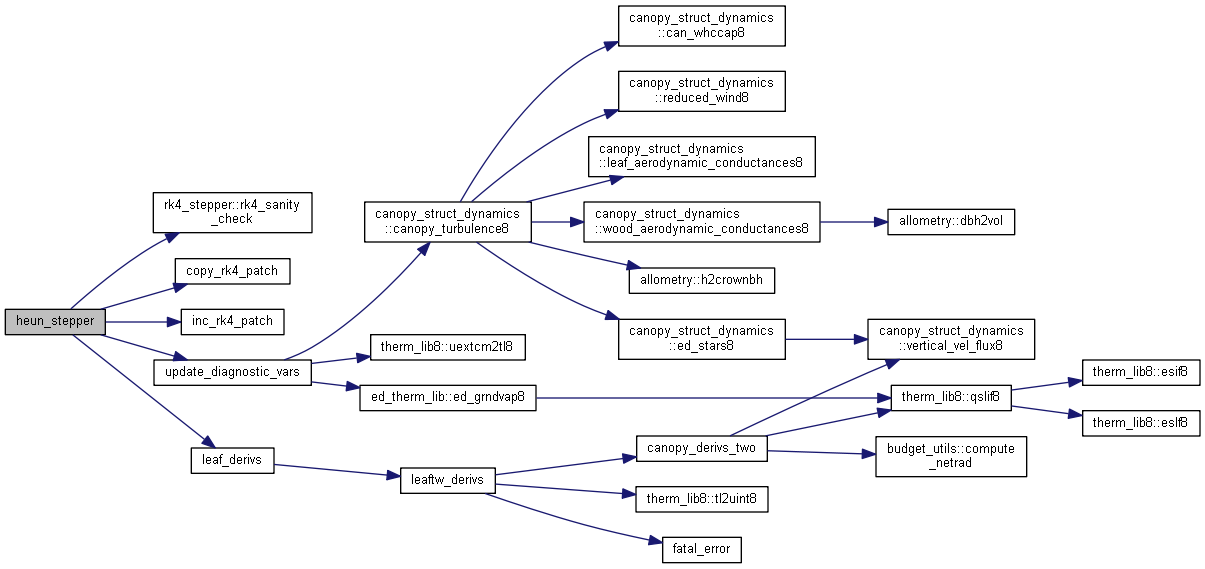 canopy_struct_dynamics
::can_whccap8
canopy_struct_dynamics
::reduced_wind8
canopy_struct_dynamics
::leaf_aerodynamic_conductances8
rk4_stepper::rk4_sanity
_check
canopy_struct_dynamics
::canopy_turbulence8
canopy_struct_dynamics
::wood_aerodynamic_conductances8
allometry::dbh2vol
copy_rk4_patch
allometry::h2crownbh
heun_stepper
inc_rk4_patch
canopy_struct_dynamics
::ed_stars8
canopy_struct_dynamics
::vertical_vel_flux8
therm_lib8::uextcm2tl8
update_diagnostic_vars
therm_lib8::esif8
ed_therm_lib::ed_grndvap8
therm_lib8::qslif8
therm_lib8::eslf8
leaf_derivs
canopy_derivs_two
budget_utils::compute
_netrad
leaftw_derivs
therm_lib8::tl2uint8
fatal_error